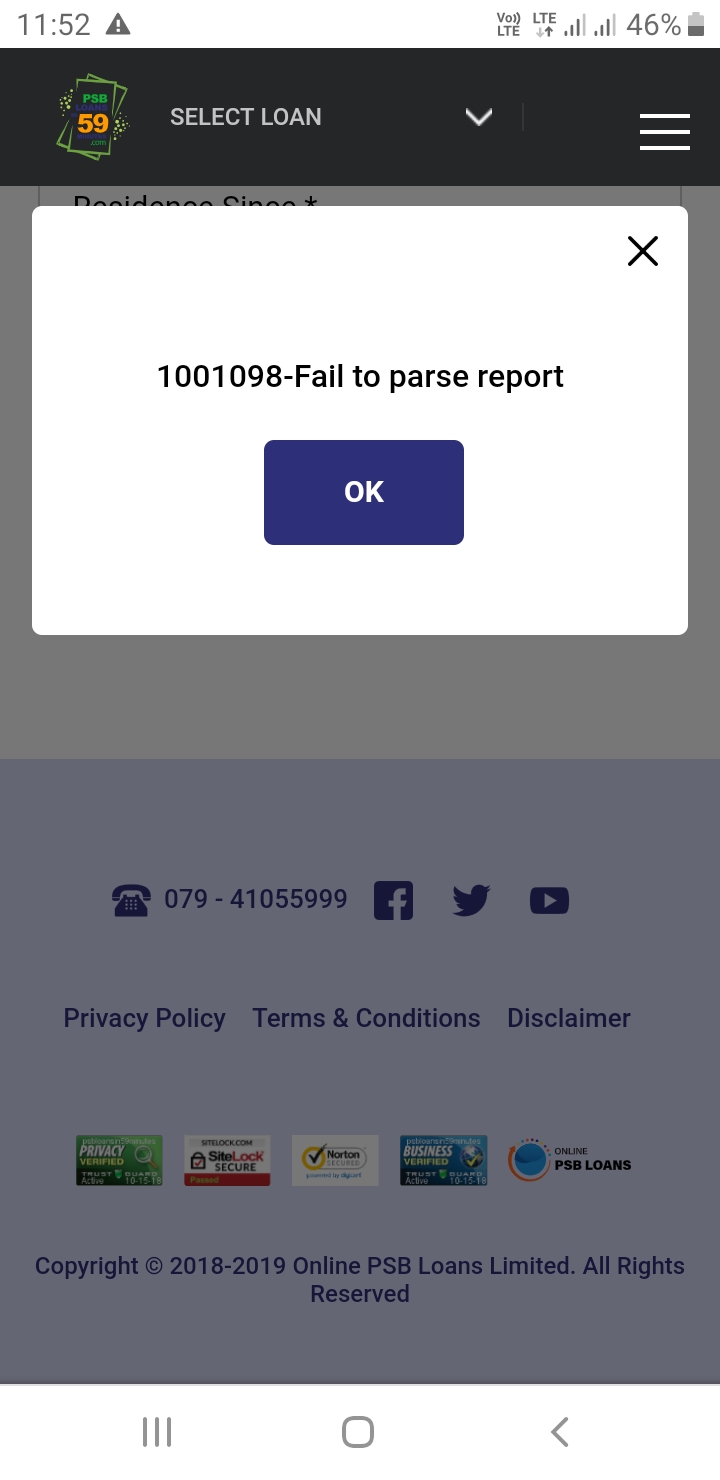 11:52
Vo))
LTE
LTE
46%
PSB
LOANS
59
.com
SELECT LOAN
Residence Since *
1001098-Fail to parse report
OK
079 - 41055999
Privacy Policy Terms & Conditions Disclaimer
psbloansin59minutes
PRIVACY
VERIFIED
TRUST GUARD
Active 10-15-18
SITELOCK.COM
SiteLock
SECURE
Passed
Norton
SECURED
powered by digicert
psbloansin59minutes
BUSINESS
VERIFIED
TRUST GUARD
Active 10-15-18
ONLINE
PSB LOANS
Copyright © 2018-2019 Online PSB Loans Limited. All Rights
Reserved